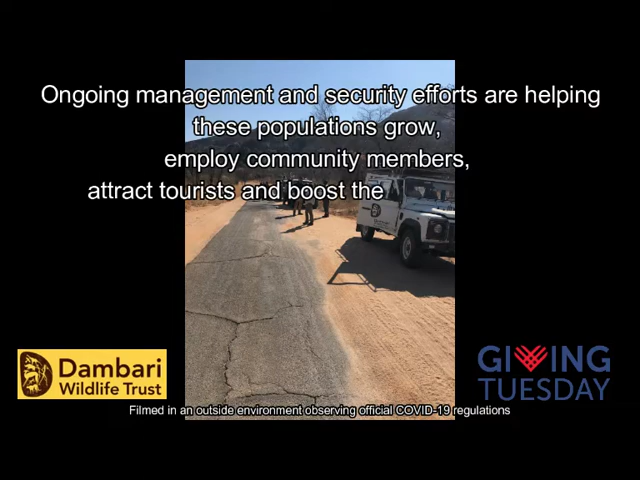 Ongoing management and security efforts are helping
these populations grow,
employ community members,
attract tourists and boost the
Dambari
Wildlife Trust
GIVING
TUESDAY
Filmed in an outside environment observing official COVID-19 regulations